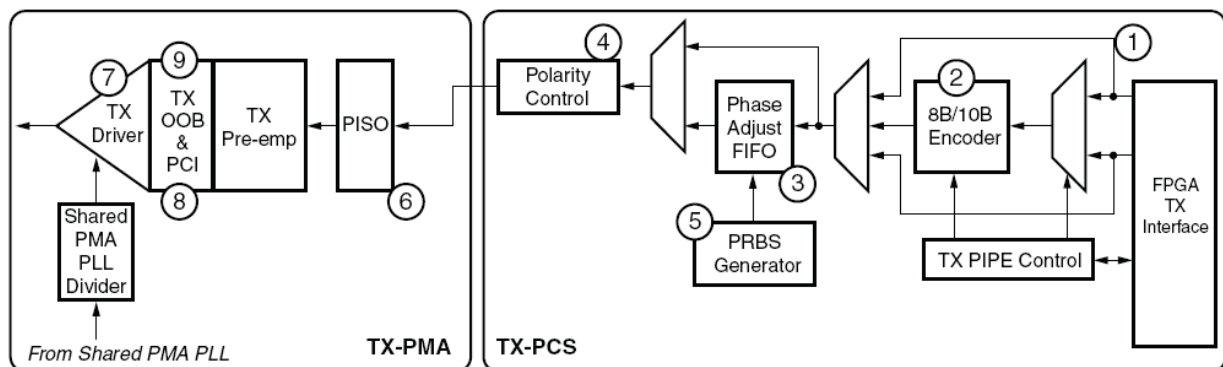 7
TX
Driver
9
TX
OOB
&
PCI
8
TX
Pre-emp
PISO
6
Shared
PMA
PLL
Divider
From Shared PMA PLL
TX-PMA
4
Polarity
Control
Phase
Adjust
FIFO
3
5
PRBS
Generator
2
8B/10B
Encoder
1
TX PIPE Control
FPGA
TX
Interface
TX-PCS